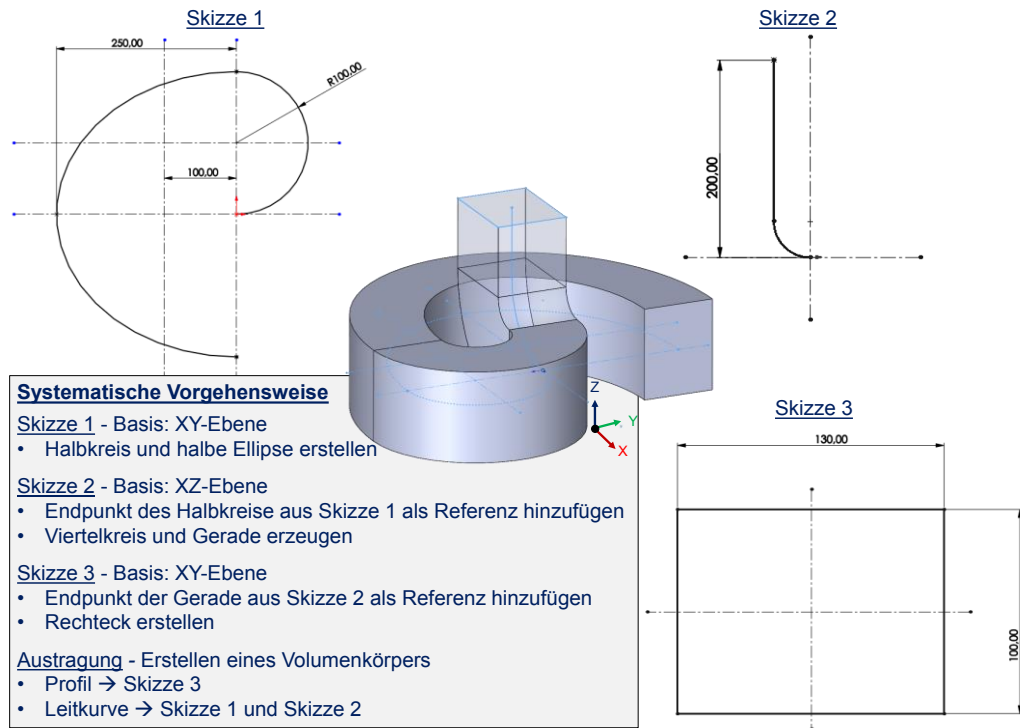 Skizze 1
250,00
R100,00
100,00
Skizze 2
200,00
Z
Y
X
Systematische Vorgehensweise
Skizze 1 - Basis: XY-Ebene
• Halbkreis und halbe Ellipse erstellen
Skizze 2 - Basis: XZ-Ebene
• Endpunkt des Halbkreise aus Skizze 1 als Referenz hinzufügen
• Viertelkreis und Gerade erzeugen
Skizze 3 - Basis: XY-Ebene
• Endpunkt der Gerade aus Skizze 2 als Referenz hinzufügen
• Rechteck erstellen
Austragung - Erstellen eines Volumenkörpers
• Profil → Skizze 3
• Leitkurve → Skizze 1 und Skizze 2
Skizze 3
130,00
100,00